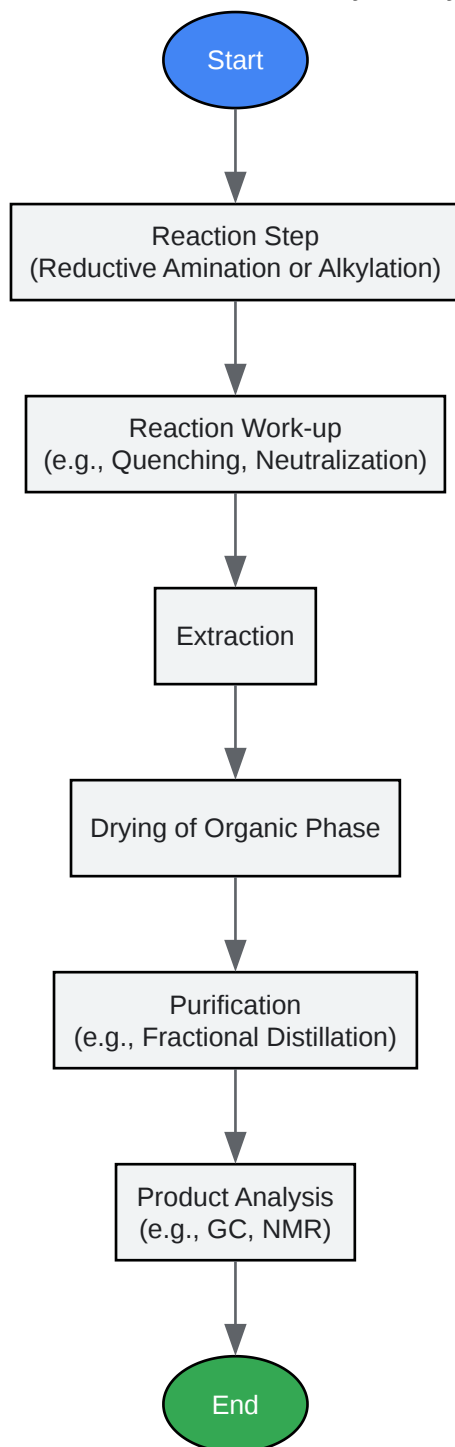 Start
Reaction Step
(Reductive Amination or Alkylation)
Reaction Work-up
(e.g., Quenching, Neutralization)
Extraction
Drying of Organic Phase
Purification
(e.g., Fractional Distillation)
Product Analysis
(e.g., GC, NMR)
End